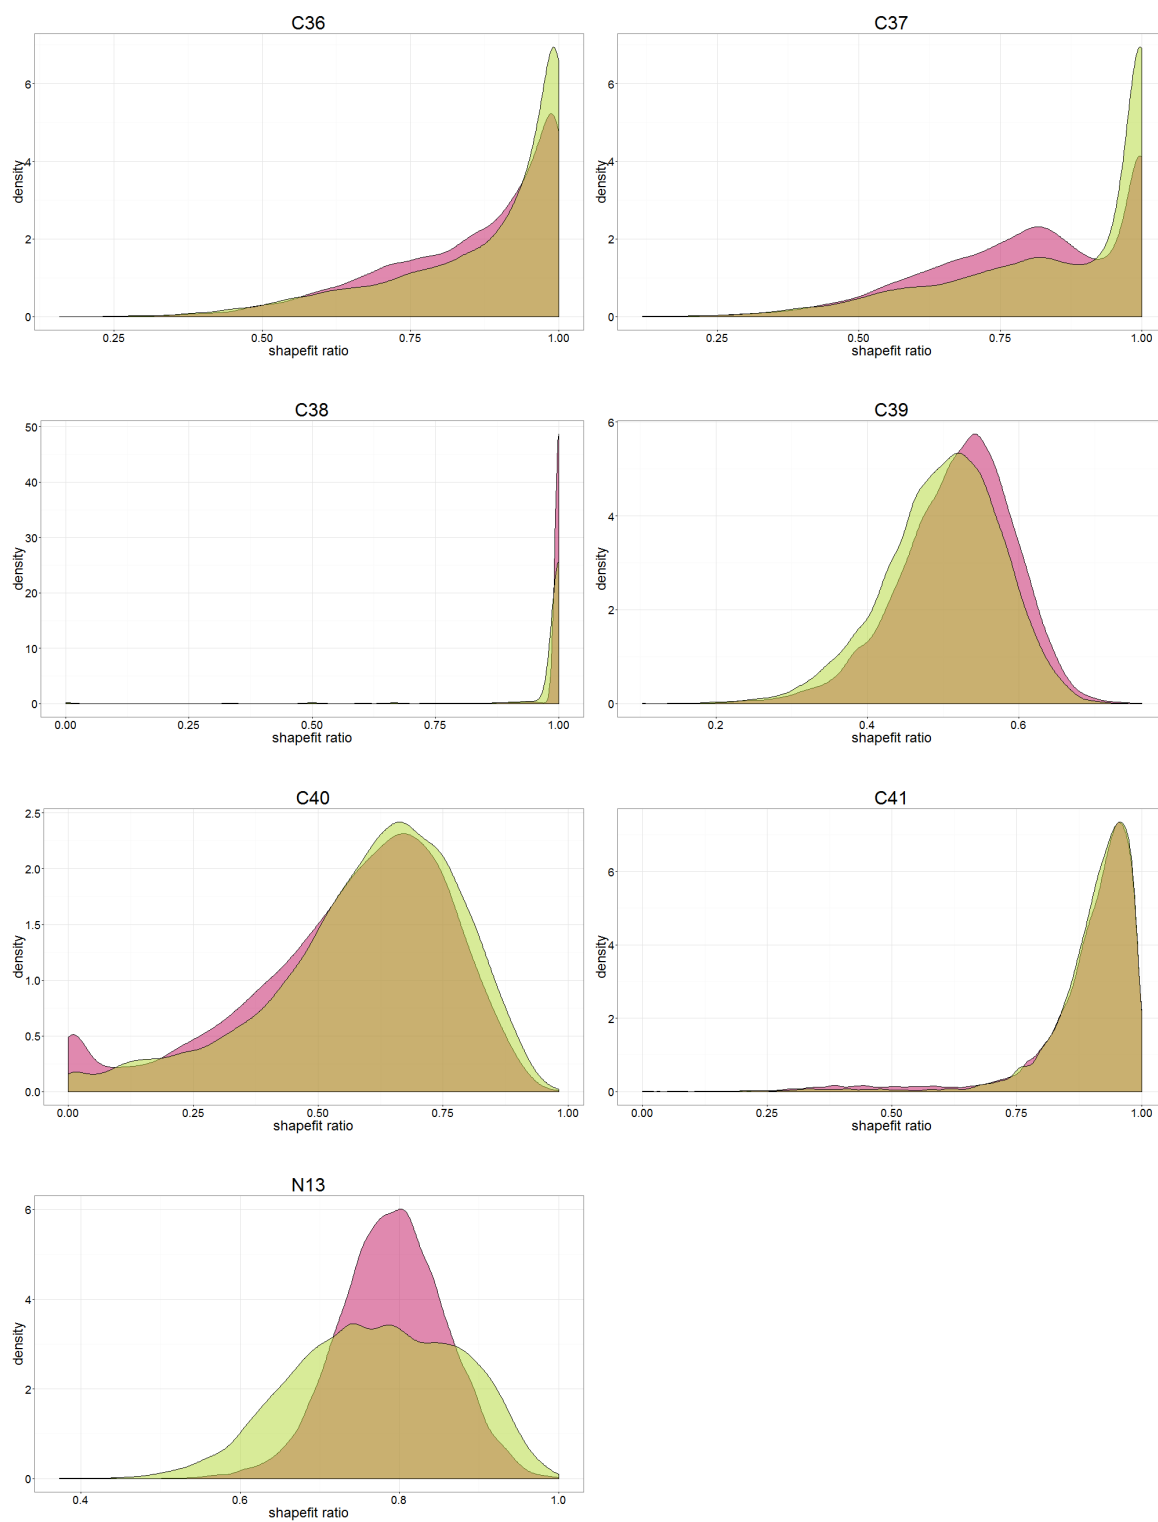 C36
density
6
4
2
0
0.25 0.50 0.75 1.00
shapefit ratio
C37
density
6
4
2
0
0.25 0.50 0.75 1.00
shapefit ratio
C38
density
50
40
30
20
10
0
0.00 0.25 0.50 0.75 1.00
shapefit ratio
C39
density
6
4
2
0
0.2 0.4 0.6
shapefit ratio
C40
density
2.5
2.0
1.5
1.0
0.5
0.0
0.00 0.25 0.50 0.75 1.00
shapefit ratio
C41
density
6
4
2
0
0.00 0.25 0.50 0.75 1.00
shapefit ratio
N13
density
6
4
2
0
0.4 0.6 0.8 1.0
shapefit ratio